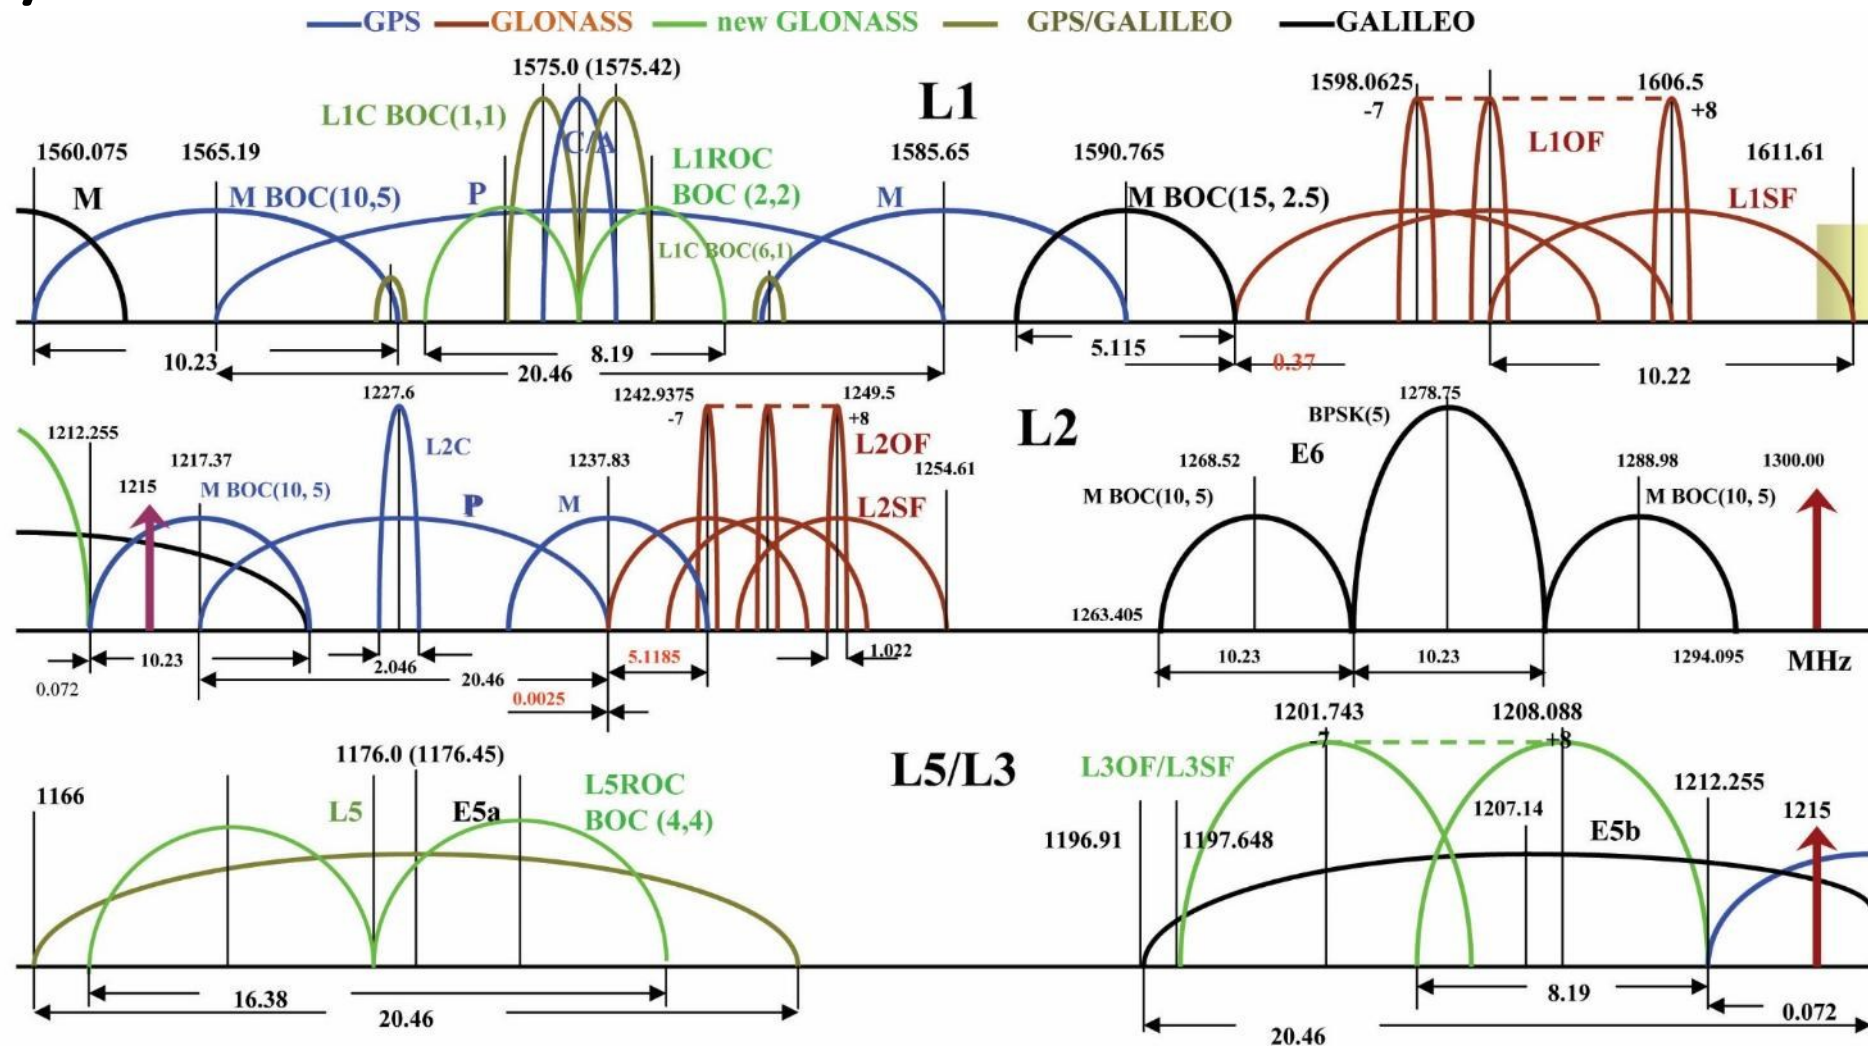 GPS GLONASS new GLONASS GPS/GALILEO GALILEO
1575.0 (1575.42)
L1
1598.0625
1606.5
-7
+8
L1C BOC(1,1)
C/A
L1OF
1560.075
1565.19
L1ROC
BOC (2,2)
1585.65
1590.765
1611.61
M
M BOC(10,5)
P
M
M BOC(15, 2.5)
L1SF
L1C BOC(6,1)
10.23
8.19
20.46
5.115
0.37
10.22
1227.6
1242.9375
1249.5
-7
+8
L2
1278.75
BPSK(5)
1212.255
L2C
L2OF
1217.37
1237.83
1254.61
1268.52
E6
1288.98
1300.00
1215
M BOC(10, 5)
P
M
L2SF
M BOC(10, 5)
M BOC(10, 5)
1263.405
10.23
2.046
20.46
5.1185
1.022
10.23
10.23
1294.095
MHz
0.072
0.0025
1201.743
1208.088
-7
+8
1176.0 (1176.45)
L5/L3
L3OF/L3SF
1166
L5
E5a
L5ROC
BOC (4,4)
1212.255
1196.91
1197.648
1207.14
E5b
1215
16.38
20.46
8.19
0.072
20.46